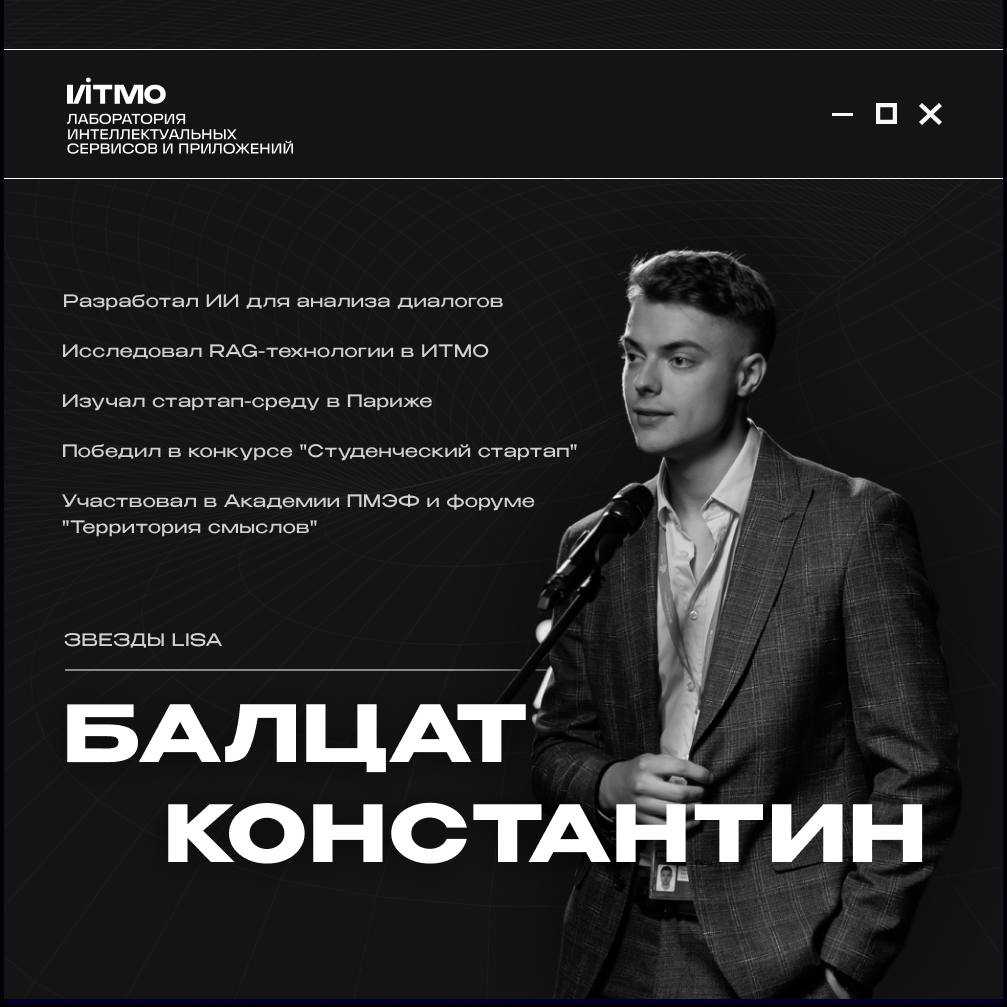 ИТМО
ЛАБОРАТОРИЯ
ИНТЕЛЛЕКТУАЛЬНЫХ
СЕРВИСОВ И ПРИЛОЖЕНИЙ
Разработал ИИ для анализа диалогов
Исследовал RAG-технологии в ИТМО
Изучал стартап-среду в Париже
Победил в конкурсе "Студенческий стартап"
Участвовал в Академии ПМЭФ и форуме
"Территория смыслов"
ЗВЕЗДЫ LISA
БАЛЦАТ
КОНСТАНТИН